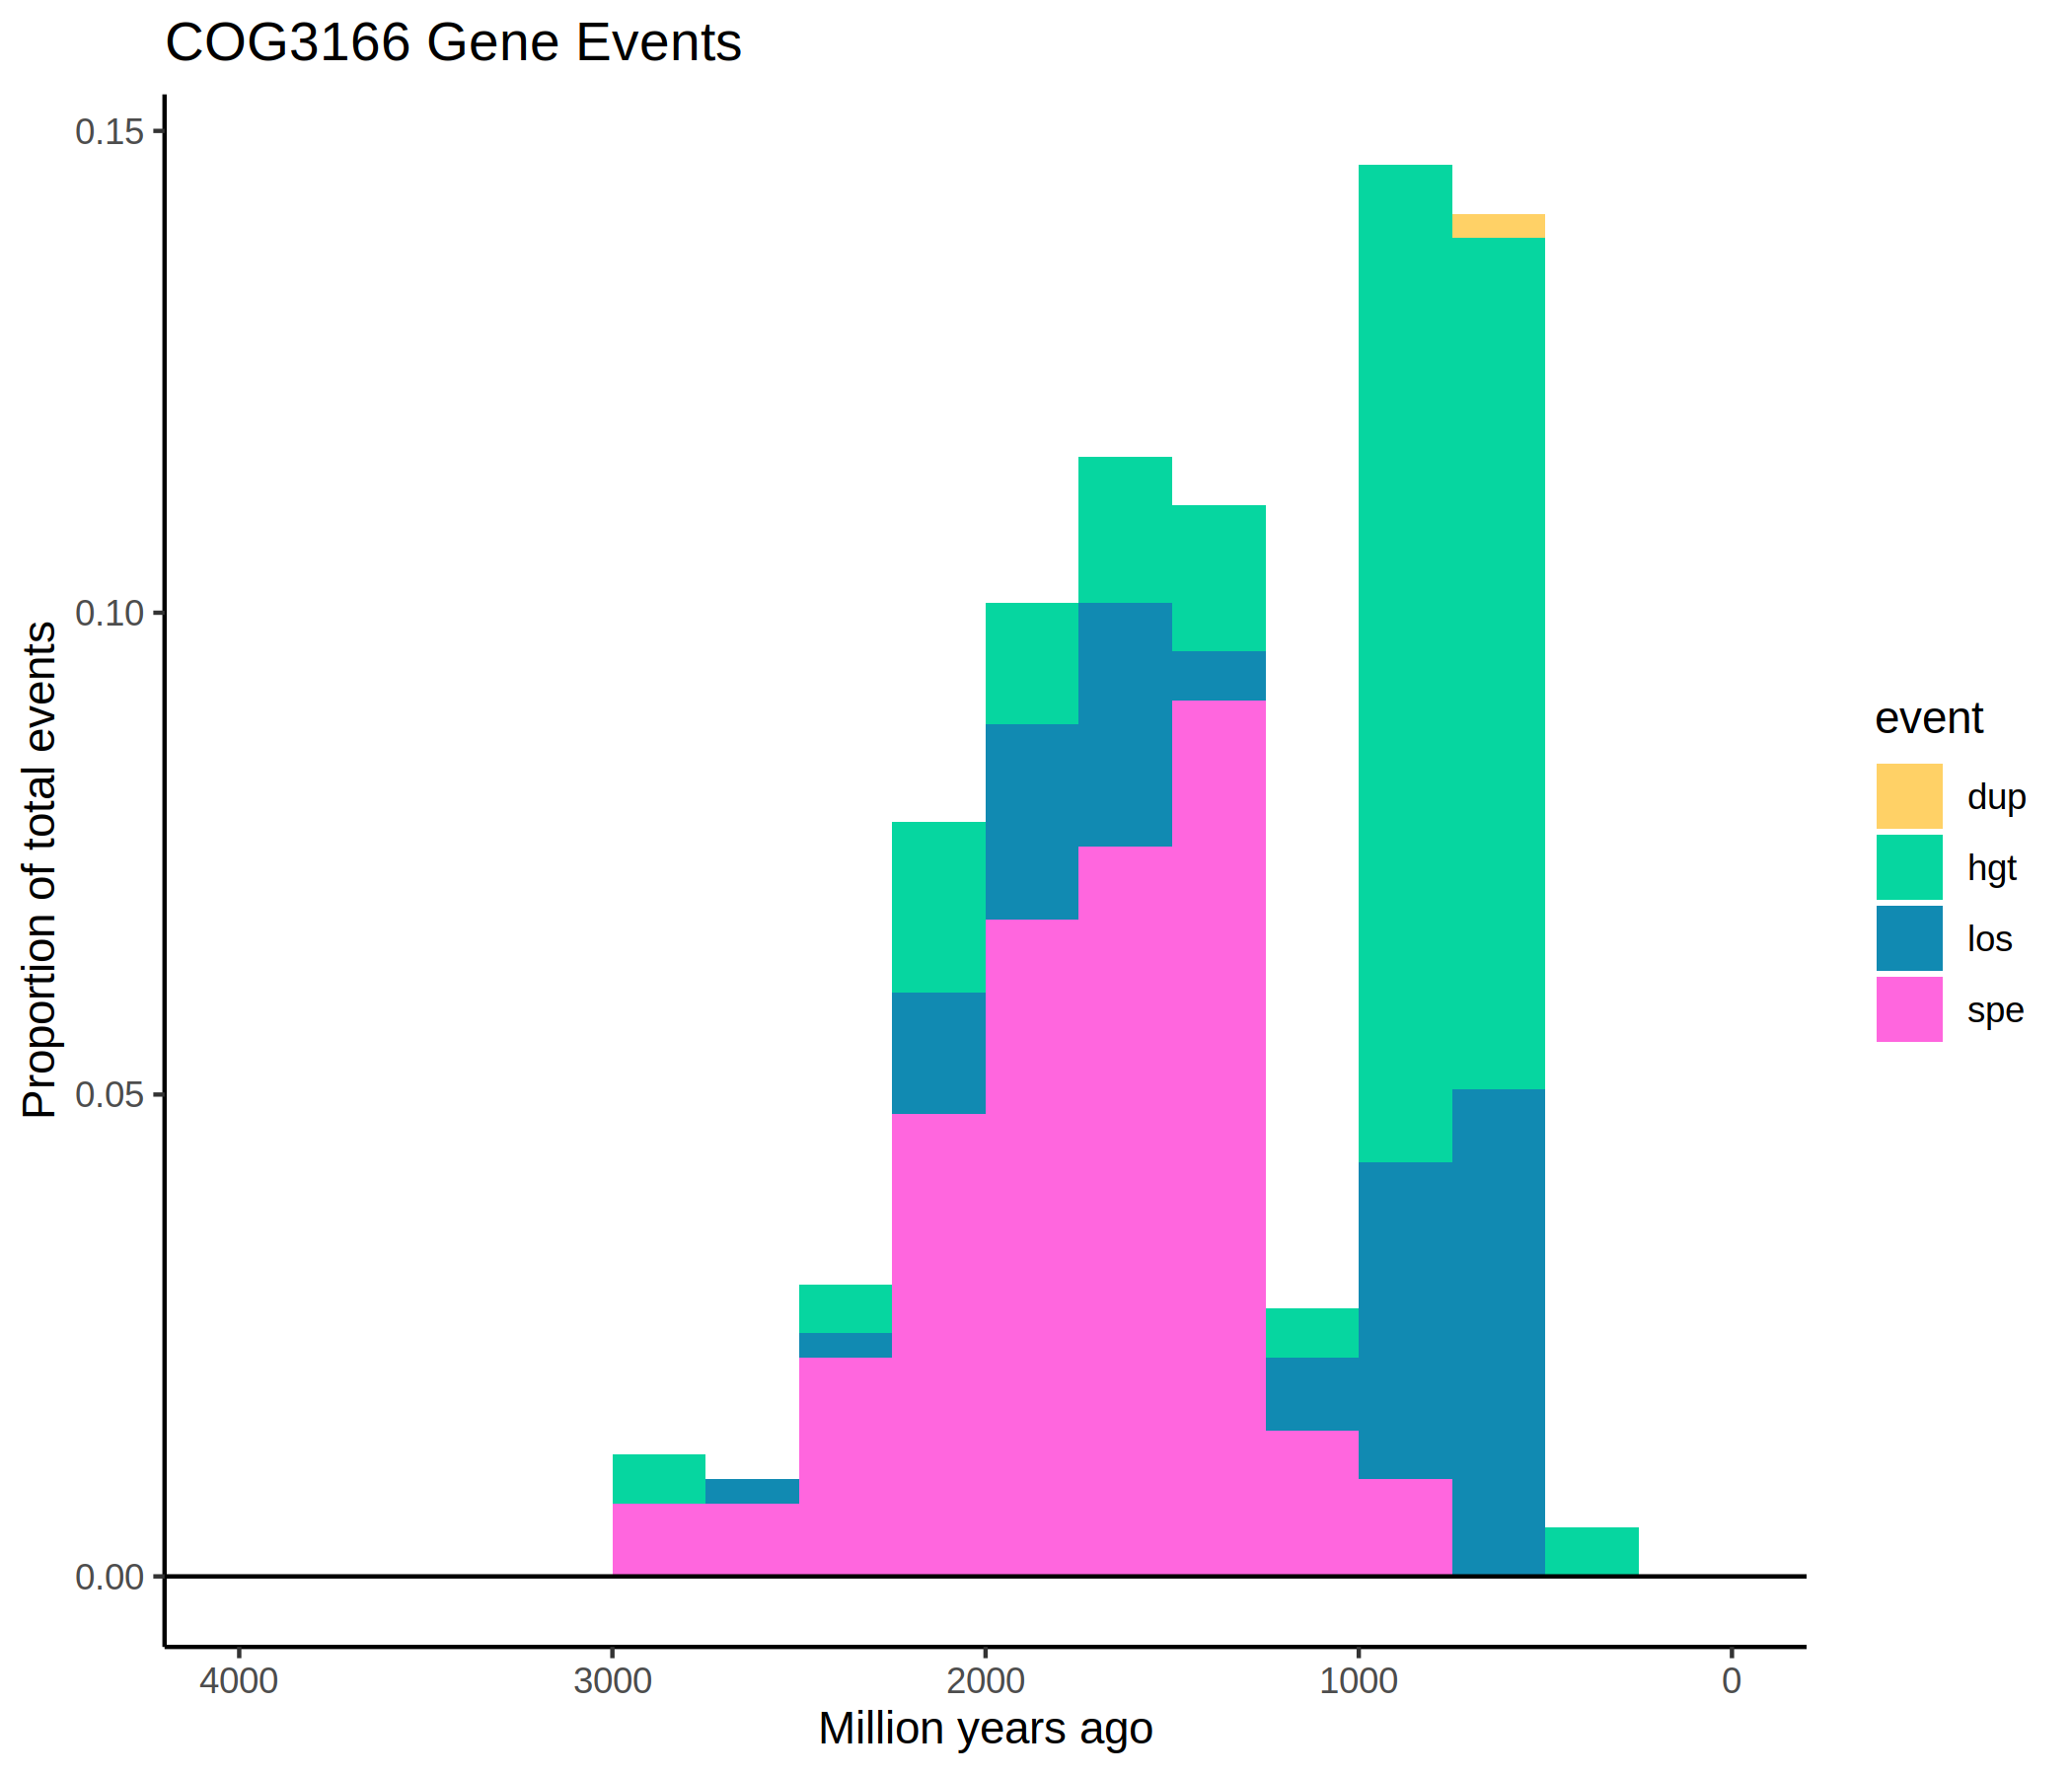 COG3166 Gene Events
0.15
0.10
0.05
0.00
Proportion of total events
4000 3000 2000 1000 0
Million years ago
event
dup
hgt
los
spe